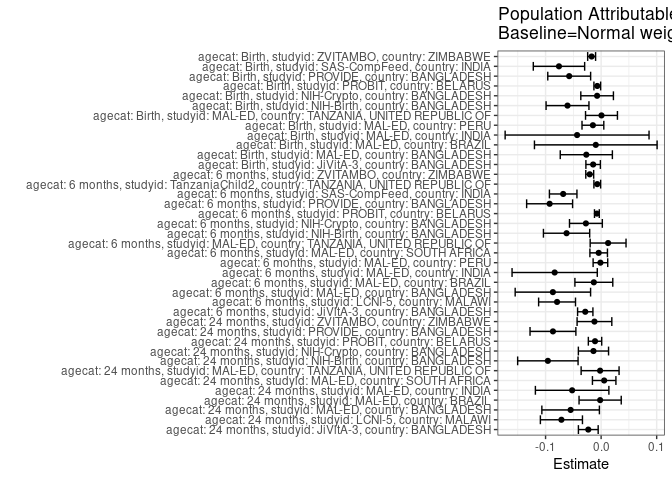 Population Attributable
Baseline=Normal weig
agecat: Birth, studyid: ZVITAMBO, country: ZIMBABWE
agecat: Birth, studyid: SAS-CompFeed, country: INDIA
agecat: Birth, studyid: PROVIDE, country: BANGLADESH
agecat: Birth, studyid: PROBIT, country: BELARUS
agecat: Birth, studyid: NIH-Crypto, country: BANGLADESH
agecat: Birth, studyid: NIH-Birth, country: BANGLADESH
agecat: Birth, studyid: MAL-ED, country: TANZANIA, UNITED REPUBLIC OF
agecat: Birth, studyid: MAL-ED, country: PERU
agecat: Birth, studyid: MAL-ED, country: INDIA
agecat: Birth, studyid: MAL-ED, country: BRAZIL
agecat: Birth, studyid: MAL-ED, country: BANGLADESH
agecat: Birth, studyid: JiVitA-3, country: BANGLADESH
agecat: 6 months, studyid: ZVITAMBO, country: ZIMBABWE
agecat: 6 months, studyid: TanzaniaChild2, country: TANZANIA, UNITED REPUBLIC OF
agecat: 6 months, studyid: SAS-CompFeed, country: INDIA
agecat: 6 months, studyid: PROVIDE, country: BANGLADESH
agecat: 6 months, studyid: PROBIT, country: BELARUS
agecat: 6 months, studyid: NIH-Crypto, country: BANGLADESH
agecat: 6 months, studyid: NIH-Birth, country: BANGLADESH
agecat: 6 months, studyid: MAL-ED, country: TANZANIA, UNITED REPUBLIC OF
agecat: 6 months, studyid: MAL-ED, country: SOUTH AFRICA
agecat: 6 months, studyid: MAL-ED, country: PERU
agecat: 6 months, studyid: MAL-ED, country: INDIA
agecat: 6 months, studyid: MAL-ED, country: BRAZIL
agecat: 6 months, studyid: MAL-ED, country: BANGLADESH
agecat: 6 months, studyid: LCNI-5, country: MALAWI
agecat: 6 months, studyid: JiVitA-3, country: BANGLADESH
agecat: 24 months, studyid: ZVITAMBO, country: ZIMBABWE
agecat: 24 months, studyid: PROVIDE, country: BANGLADESH
agecat: 24 months, studyid: PROBIT, country: BELARUS
agecat: 24 months, studyid: NIH-Crypto, country: BANGLADESH
agecat: 24 months, studyid: NIH-Birth, country: BANGLADESH
agecat: 24 months, studyid: MAL-ED, country: TANZANIA, UNITED REPUBLIC OF
agecat: 24 months, studyid: MAL-ED, country: SOUTH AFRICA
agecat: 24 months, studyid: MAL-ED, country: INDIA
agecat: 24 months, studyid: MAL-ED, country: BRAZIL
agecat: 24 months, studyid: MAL-ED, country: BANGLADESH
agecat: 24 months, studyid: LCNI-5, country: MALAWI
agecat: 24 months, studyid: JiVitA-3, country: BANGLADESH
-0.1 0.0 0.1
Estimate